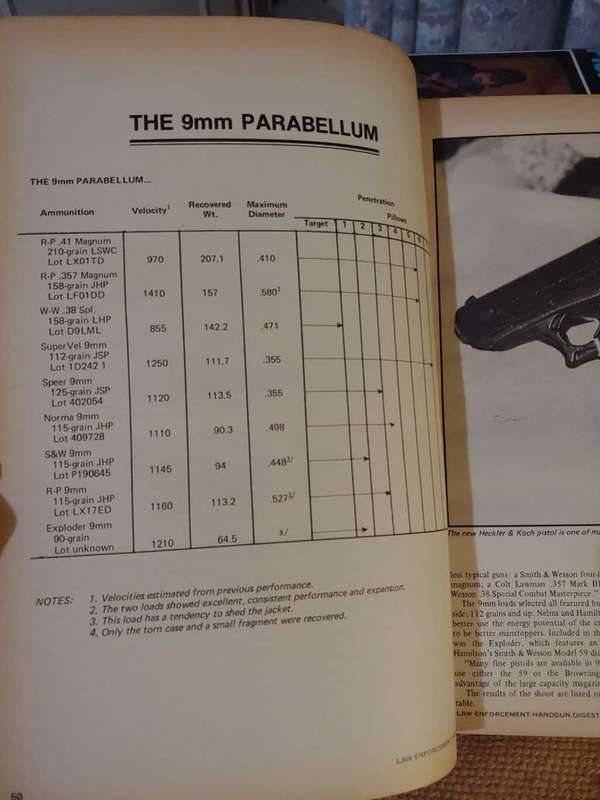 THE 9mm PARABELLUM
THE 9mm PARABELLUM...
Ammunition Velocity¹ Recovered Wt. Maximum Diameter Penetration
Pillows
Target 1 2 3 4 5 6
R-P .41 Magnum
210-grain LSWC
Lot LX01TD 970 207.1 .410
R-P .357 Magnum
158-grain JHP
Lot LF01DD 1410 157 .580²
W-W .38 Spl.
158-grain LHP
Lot D9LML 855 142.2 .471
SuperVel 9mm
112-grain JSP
Lot 1D242 1 1250 111.7 .355
Speer 9mm
125-grain JSP
Lot 402054 1120 113.5 .355
Norma 9mm
115-grain JHP
Lot 409728 1110 90.3 .498
S&W 9mm
115-grain JHP
Lot P190645 1145 94 .448³/
R-P 9mm
115-grain JHP
Lot LX17ED 1160 113.2 .527²/
Exploder 9mm
90-grain
Lot unknown 1210 64.5
NOTES: 1. Velocities estimated from previous performance.
2. The two loads showed excellent, consistent performance and expansion.
3. This load has a tendency to shed the jacket.
4. Only the torn case and a small fragment were recovered.
LAW ENFORCEMENT
50
The new Heckler & Koch pistol is one of
less typical guns: a Smith & Wesson
magnum; a Colt Lawman .357 Mark III
Wesson .38 Special Combat Masterpiece."
The 9mm loads selected all featured
side; 112 grains and up, Nelms and
better use the energy potential of the
to be better manstoppers. Included in
was the Exploder, which features an
Hamilton's Smith & Wesson Model 59
"Many fine pistols are available in
use either the 59 or the Browning
advantage of the large capacity
The results of the shoot are listed
table.
LAW ENFORCEMENT HANDGUN DIGEST